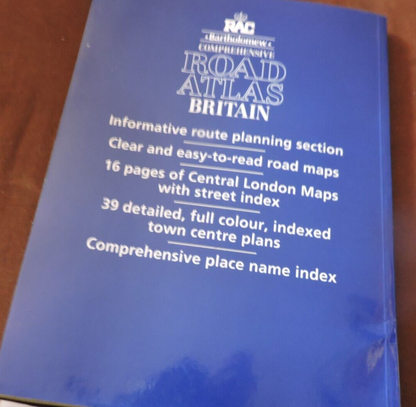 RAC
Bartholomew
COMPREHENSIVE
ROAD
ATLAS
BRITAIN
Informative route planning section
Clear and easy-to-read road maps
16 pages of Central London Maps
with street index
39 detailed, full colour, indexed
town centre plans
Comprehensive place name index